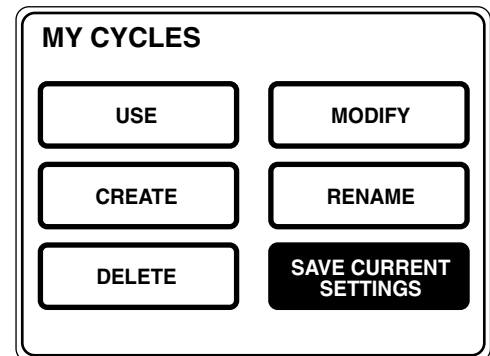 MY CYCLES
USE
MODIFY
CREATE
RENAME
DELETE
SAVE CURRENT
SETTINGS